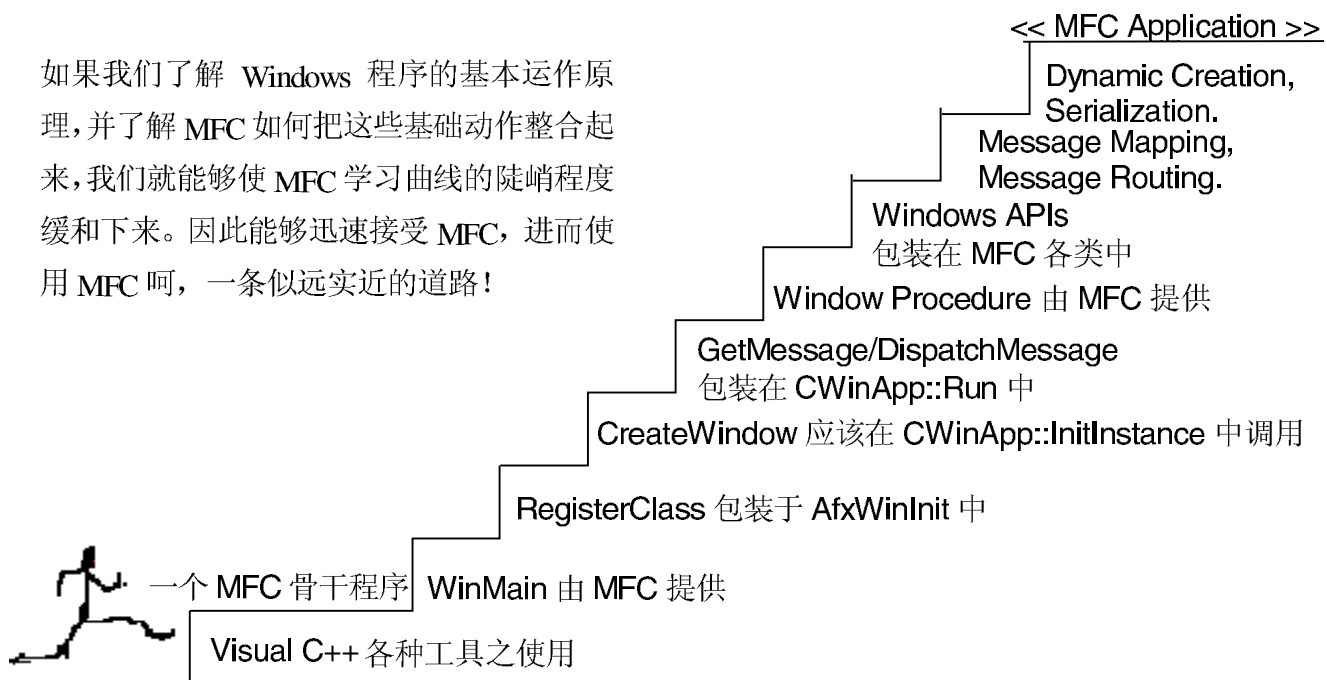 << MFC Application >>
如果我们了解 Windows 程序的基本运作原
理,并了解 MFC 如何把这些基础动作整合起
来,我们就能够使 MFC 学习曲线的陡峭程度
缓和下来。因此能够迅速接受 MFC，进而使
用 MFC 呵，一条似远实近的道路！
Dynamic Creation,
Serialization.
Message Mapping,
Message Routing.
Windows APIs
包装在 MFC 各类中
Window Procedure 由 MFC 提供
GetMessage/DispatchMessage
包装在 CWinApp::Run 中
CreateWindow 应该在 CWinApp::InitInstance 中调用
RegisterClass 包装于 AfxWinInit 中
一个 MFC 骨干程序
WinMain 由 MFC 提供
Visual C++ 各种工具之使用